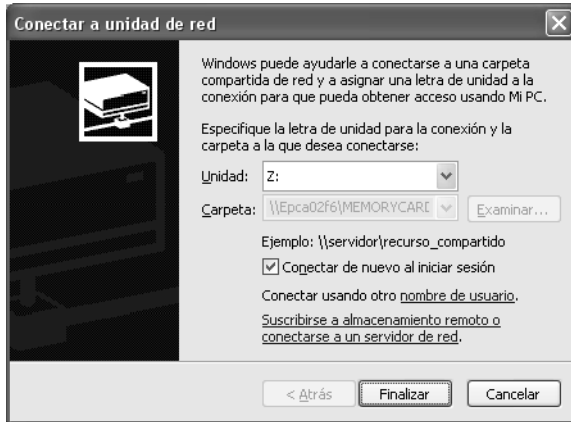 Conectar a unidad de red
Windows puede ayudarle a conectarse a una carpeta
compartida de red y a asignar una letra de unidad a la
conexión para que pueda obtener acceso usando Mi PC.
Especifique la letra de unidad para la conexión y la
carpeta a la que desea conectarse:
Unidad: Z:
Carpeta: \\Epca02f6\MEMORYCARD Examinar...
Ejemplo: \\servidor\recurso_compartido
Conectar de nuevo al iniciar sesión
Conectar usando otro nombre de usuario.
Suscribirse a almacenamiento remoto o
conectarse a un servidor de red.
< Atrás Finalizar Cancelar